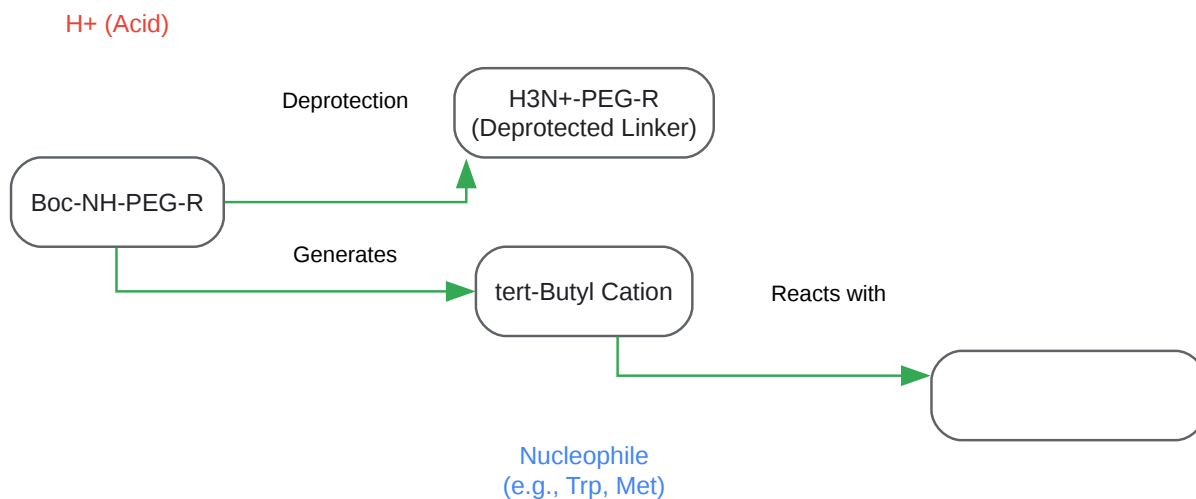 H+ (Acid)
Deprotection
H3N+-PEG-R
(Deprotected Linker)
Boc-NH-PEG-R
Generates
tert-Butyl Cation
Reacts with
Nucleophile
(e.g., Trp, Met)